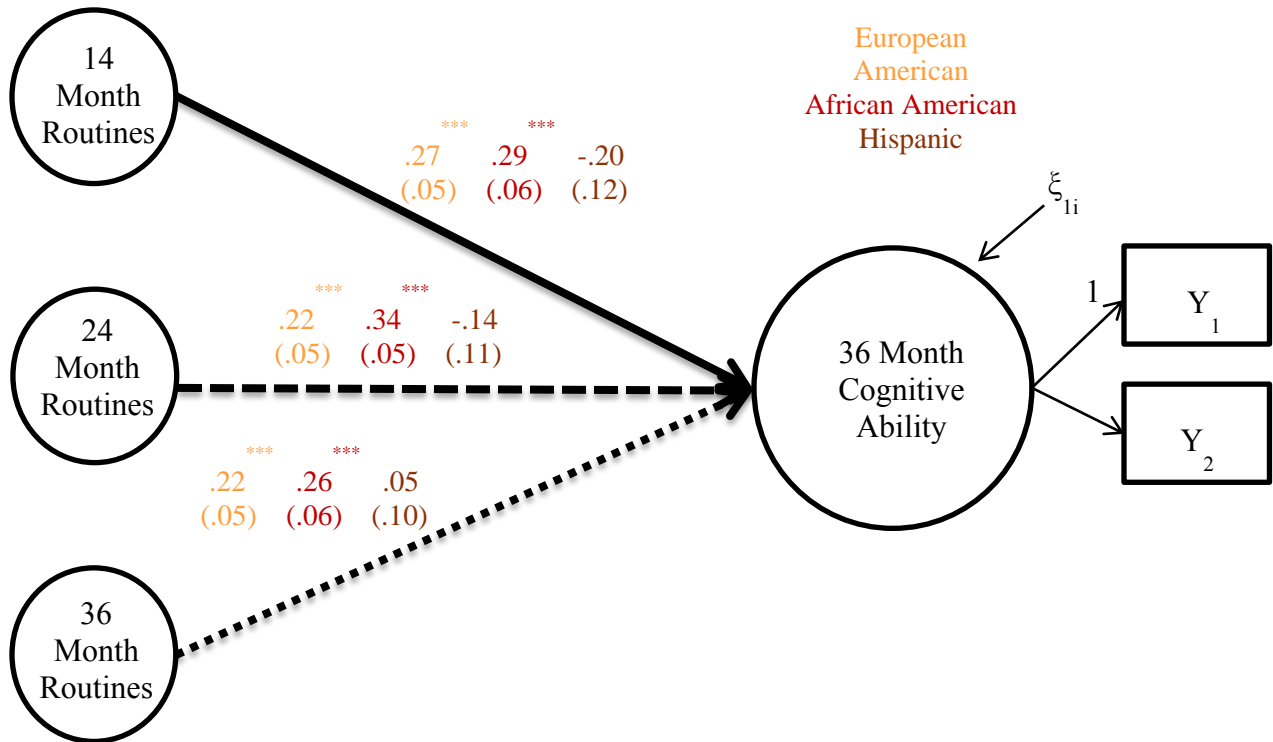 14
Month
Routines
European
American
African American
Hispanic
*** ***
.27 .29 -.20
(.05) (.06) (.12)
ξ1i
24
Month
Routines
*** ***
.22 .34 -.14
(.05) (.05) (.11)
36 Month
Cognitive
Ability
1
Y1
Y2
*** ***
.22 .26 .05
(.05) (.06) (.10)
36
Month
Routines